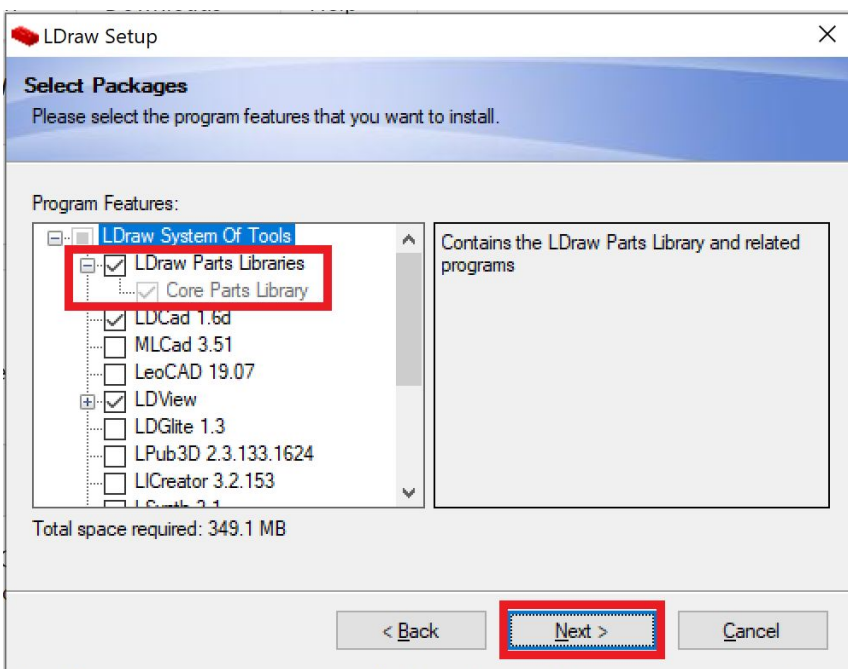 LDraw Setup
Select Packages
Please select the program features that you want to install.
Program Features:
LDraw System Of Tools
LDraw Parts Libraries
Core Parts Library
LDCad 1.6d
MLCad 3.51
LeoCAD 19.07
LDView
LDGlite 1.3
LPub3D 2.3.133.1624
LICreator 3.2.153
Contains the LDraw Parts Library and related
programs
Total space required: 349.1 MB
< Back
Next >
Cancel